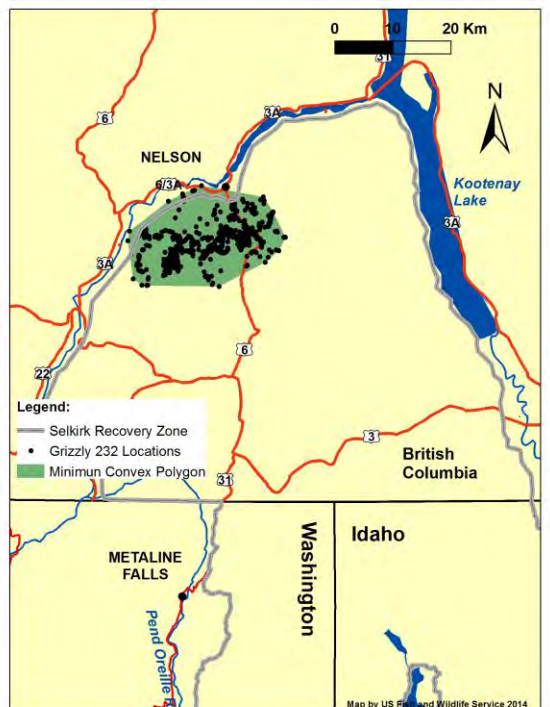 0 10 20 Km
31
6
3A
N
NELSON
6/3A
Kootenay
Lake
3A
3A
6
22
Legend:
Selkirk Recovery Zone
Grizzly 232 Locations
Minimun Convex Polygon
3
British
Columbia
31
Washington
Idaho
METALINE
FALLS
Pend Oreille
Map by US Fish and Wildlife Service 2014